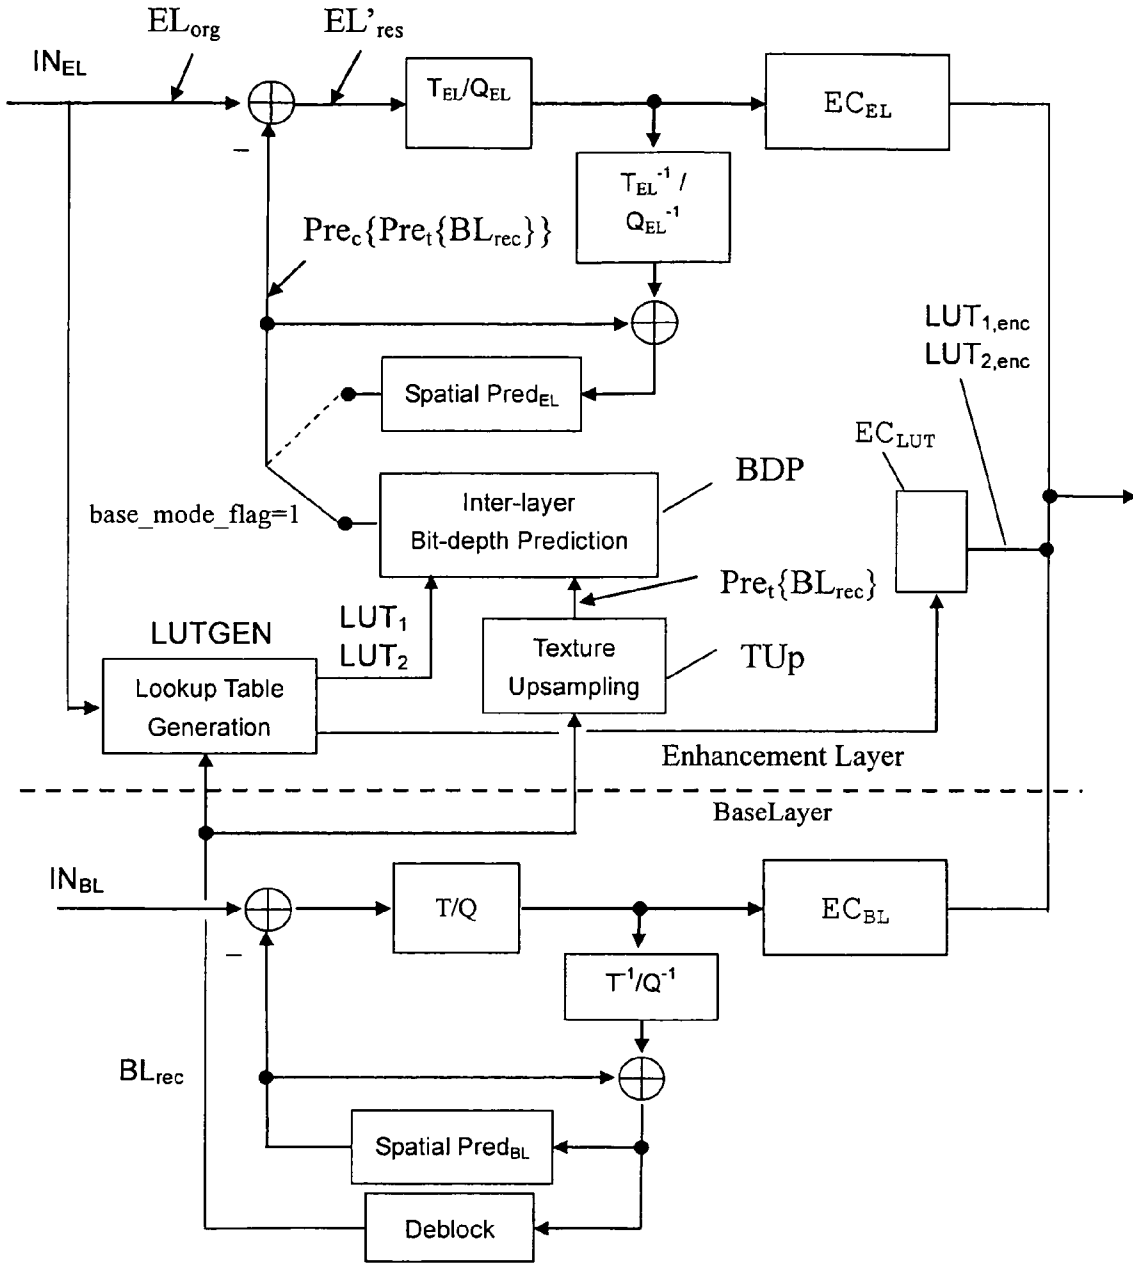 EL_org
EL'_res
IN_EL
T_EL/Q_EL
EC_EL
−
T_EL^-1 /
Q_EL^-1
Pre_c{Pre_t{BL_rec}}
LUT_1,enc
LUT_2,enc
Spatial Pred_EL
EC_LUT
BDP
Inter-layer
Bit-depth Prediction
base_mode_flag=1
Pre_t{BL_rec}
LUT_1
LUT_2
LUTGEN
Texture
Upsampling
TUp
Lookup Table
Generation
Enhancement Layer
BaseLayer
IN_BL
T/Q
EC_BL
−
T^-1/Q^-1
BL_rec
Spatial Pred_BL
Deblock